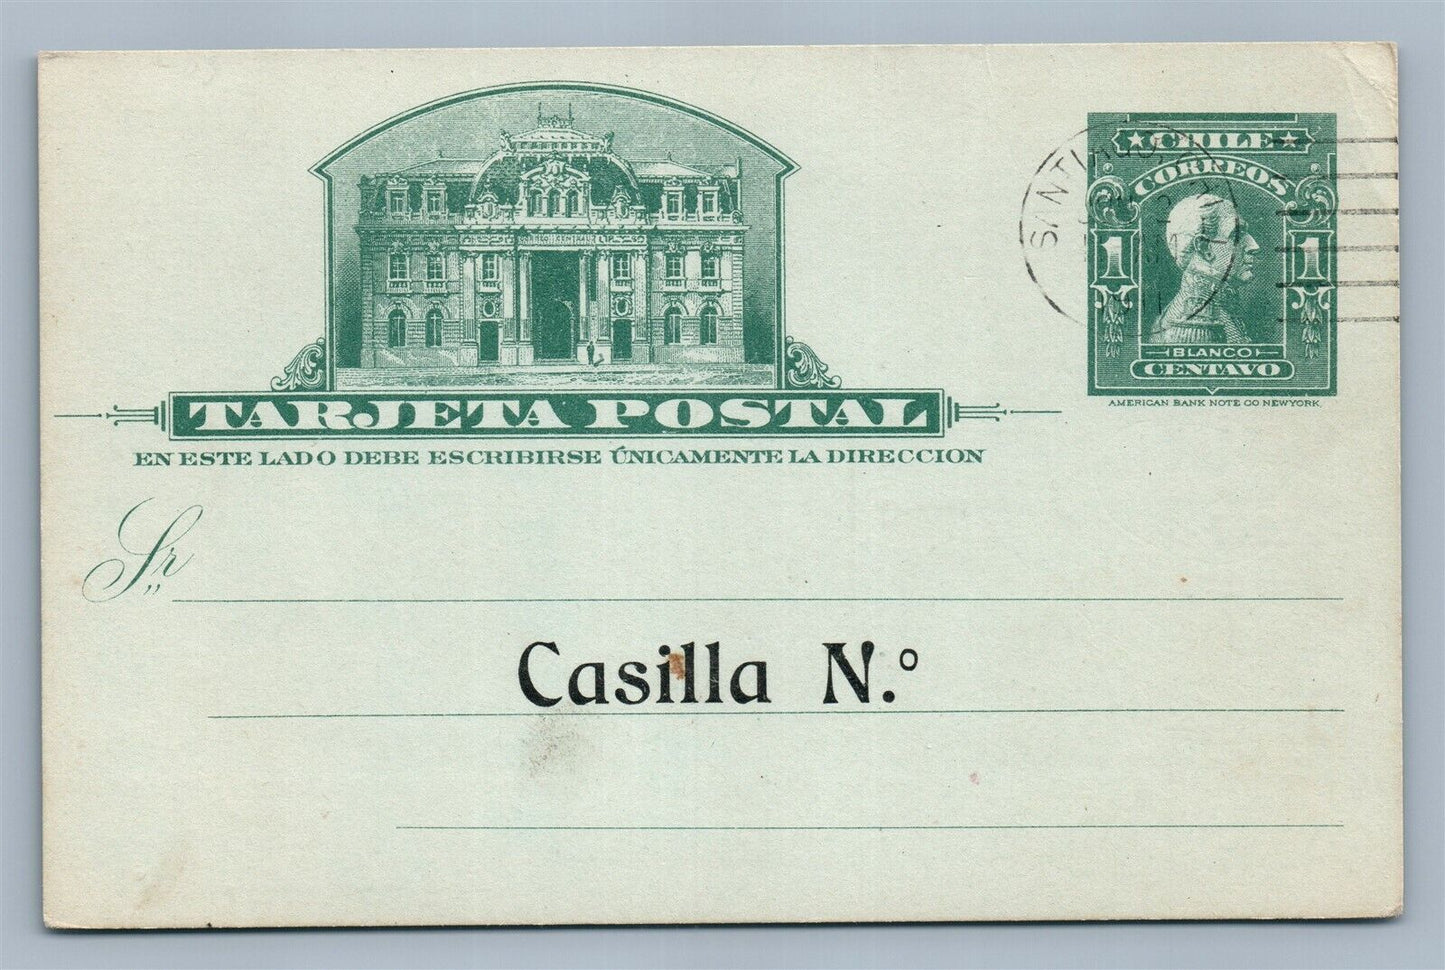 CHILE
CORREOS
1 1
BLANCO
CENTAVO
AMERICAN BANK NOTE CO NEW YORK.
SANTIAGO
TARJETA POSTAL
EN ESTE LADO DEBE ESCRIBIRSE ÚNICAMENTE LA DIRECCION
Sr
Casilla N.º